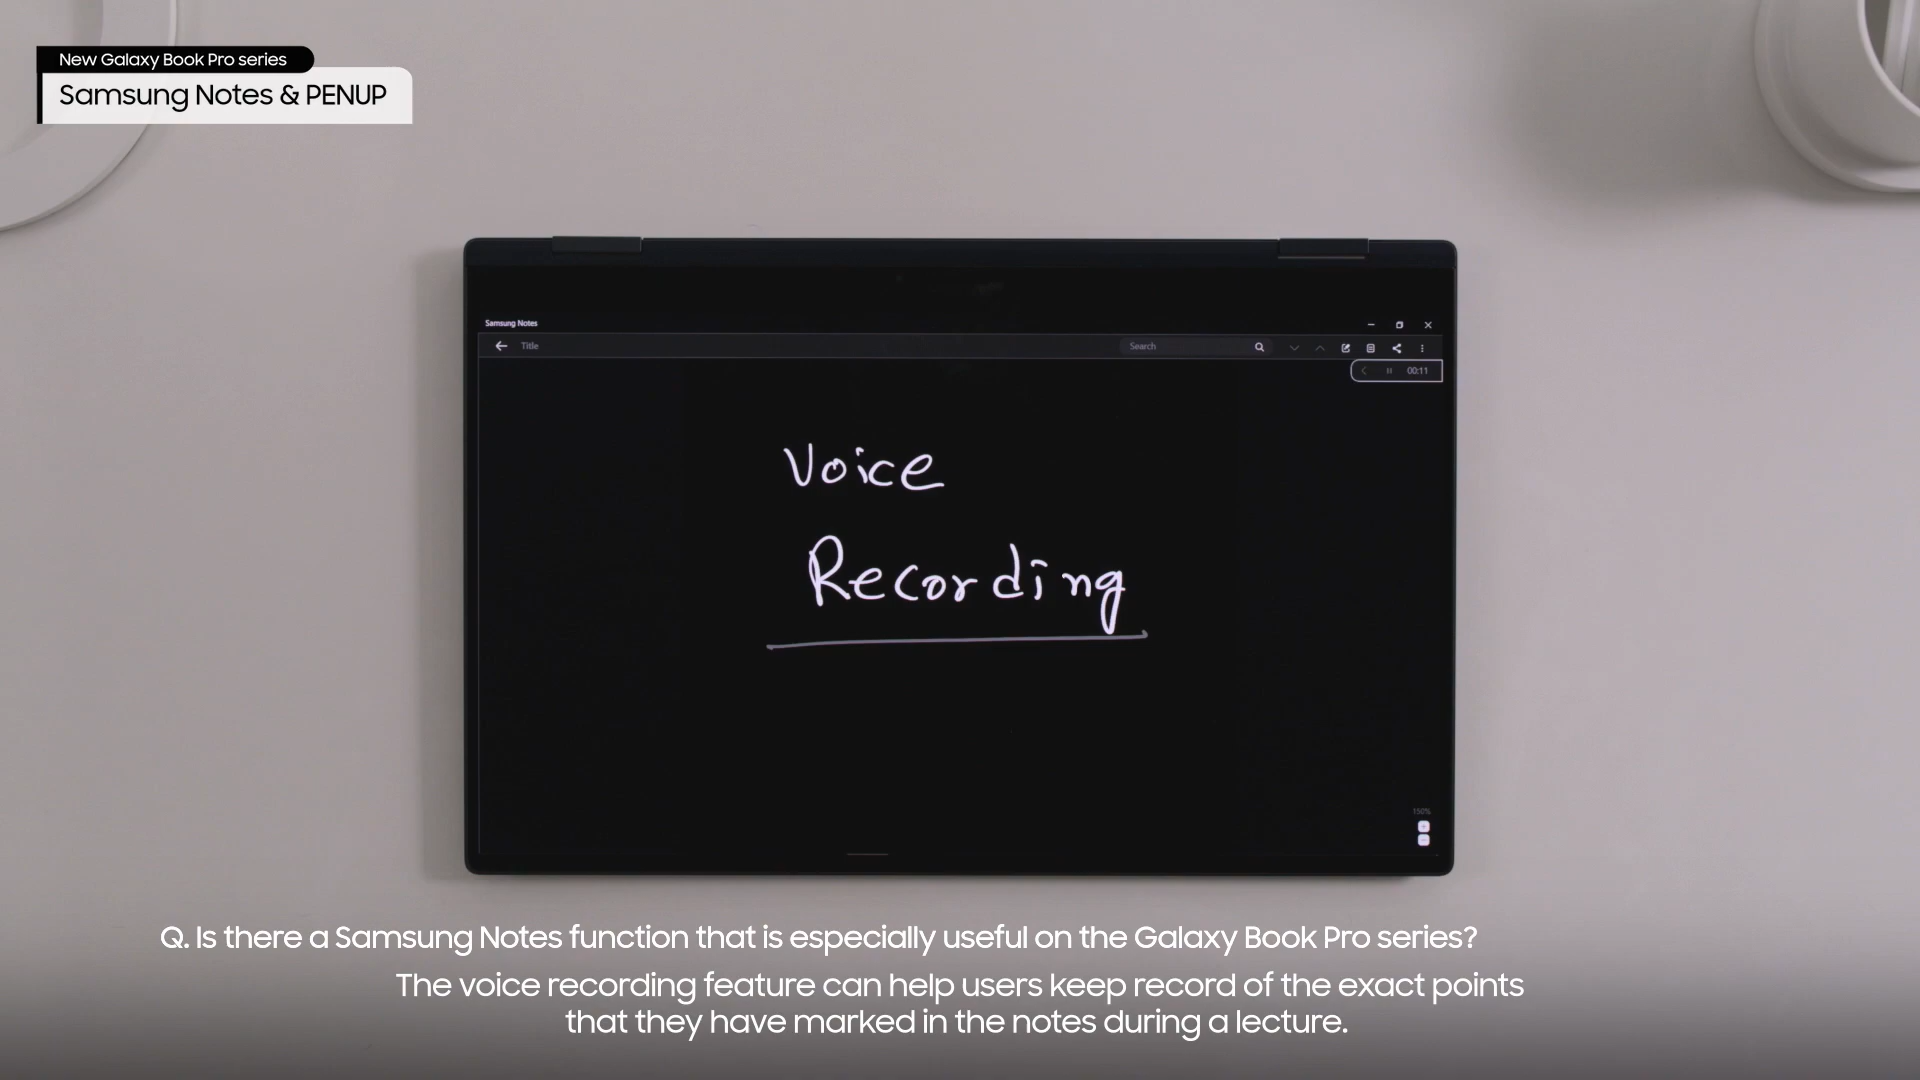 New Galaxy Book Pro series
Samsung Notes & PENUP
Samsung Notes
Title
Search
00:11
Voice
Recording
150%
Q. Is there a Samsung Notes function that is especially useful on the Galaxy Book Pro series?
The voice recording feature can help users keep record of the exact points
that they have marked in the notes during a lecture.